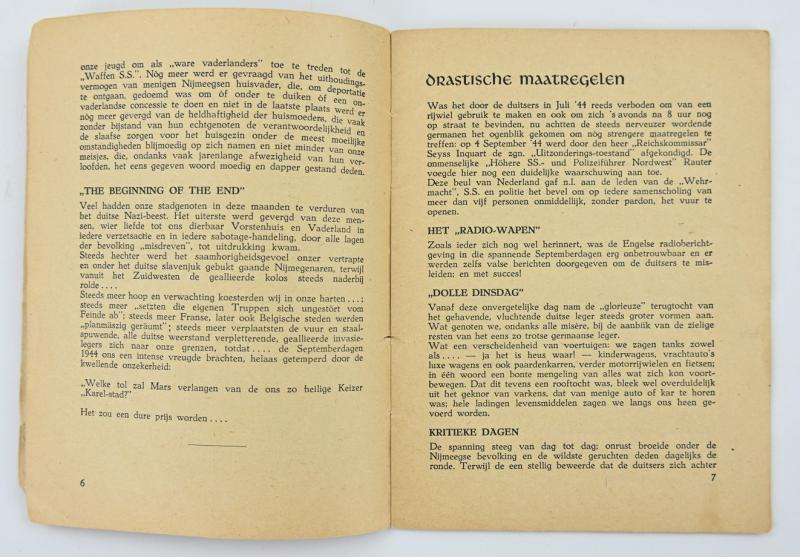 onze jeugd om als „ware vaderlanders" toe te treden tot de
„Waffen S.S.". Nòg meer werd er gevraagd van het uithoudings-
vermogen van menigen Nijmeegsen huisvader, die, om deportatie
te ontgaan, gedoemd was om òf onder te duiken òf een on-
vaderlandse concessie te doen en niet in de laatste plaats werd er
nòg meer gevergd van de heldhaftigheid der huismoeders, die vaak
zonder bijstand van hun echtgenoten de verantwoordelijkheid en
de slaafse zorgen voor het huisgezin onder de meest moeilijke
omstandigheden blijmoedig op zich namen en niet minder van onze
meisjes, die, ondanks vaak jarenlange afwezigheid van hun ver-
loofden, het eens gegeven woord moedig en dapper gestand deden.
„THE BEGINNING OF THE END"
Veel hadden onze stadgenoten in deze maanden te verduren van
het duitse Nazi-beest. Het uiterste werd gevergd van deze men-
sen, wier liefde tot ons dierbaar Vorstenhuis en Vaderland in
iedere verzetsactie en in iedere sabotage-handeling, door alle lagen
der bevolking „misdreven", tot uitdrukking kwam.
Steeds hechter werd het saamhorigheidsgevoel onzer vertrapte
en onder het duitse slavenjuk gebukt gaande Nijmegenaren, terwijl
vanuit het Zuidwesten de geallieerde kolos steeds naderbij
rolde....
Steeds meer hoop en verwachting koesterden wij in onze harten...;
steeds meer „setzten die eigenen Truppen sich ungestört vom
Feinde ab"; steeds meer Franse, later ook Belgische steden werden
„planmäszig geräumt"; steeds meer verplaatsten de vuur en staal-
spuwende, alle duitse weerstand verpletterende, geallieerde invasie-
legers zich naar onze grenzen, totdat.... de Septemberdagen
1944 ons een intense vreugde brachten, helaas getemperd door de
kwellende onzekerheid:
„Welke tol zal Mars verlangen van de ons zo heilige Keizer
„Karel-stad?"
Het zou een dure prijs worden....
6
DRASTISCHE MAATREGELEN
Was het door de duitsers in Juli '44 reeds verboden om van een
rijwiel gebruik te maken en ook om zich 's avonds na 8 uur nog
op straat te bevinden, nu achtten de steeds nerveuzer wordende
germanen het ogenblik gekomen om nòg strengere maatregelen te
treffen: op 4 September '44 werd door den heer „Reichskommissar"
Seyss Inquart de zgn. „Uitzonderings-toestand" afgekondigd. De
ommenselijke „Höhere SS.- und Polizeiführer Nordwest" Rauter
voegde hier nog een duidelijke waarschuwing aan toe.
Deze beul van Nederland gaf n.l. aan de leden van de „Wehr-
macht", S.S. en politie het bevel om op iedere samenscholing van
meer dan vijf personen onmiddellijk, zonder pardon, het vuur te
openen.
HET „RADIO-WAPEN"
Zoals ieder zich nog wel herinnert, was de Engelse radiobericht-
geving in die spannende Septemberdagen erg onbetrouwbaar en er
werden zelfs valse berichten doorgegeven om de duitsers te mis-
leiden; en met succes!
„DOLLE DINSDAG"
Vanaf deze onvergetelijke dag nam de „glorieuze" terugtocht van
het gehavende, vluchtende duitse leger steeds groter vormen aan.
Wat genoten we, ondanks alle misère, bij de aanblik van de zielige
resten van het eens zo trotse germaanse leger.
Wat een verscheidenheid van voertuigen: we zagen tanks zowel
als.... — ja het is heus waar! — kinderwagens, vrachtauto's
luxe wagens en ook paardenkarren, verder motorrijwielen en fietsen;
in één woord een bonte mengeling van alles wat zich kon voort-
bewegen. Dat dit tevens een rooftocht was, bleek wel overduidelijk
uit het geknor van varkens, dat van menige auto of kar te horen
was; hele ladingen levensmiddelen zagen we langs ons heen ge-
voerd worden.
KRITIEKE DAGEN
De spanning steeg van dag tot dag; onrust broeide onder de
Nijmeegse bevolking en de wildste geruchten deden dagelijks de
ronde. Terwijl de een stellig beweerde dat de duitsers zich achter
7